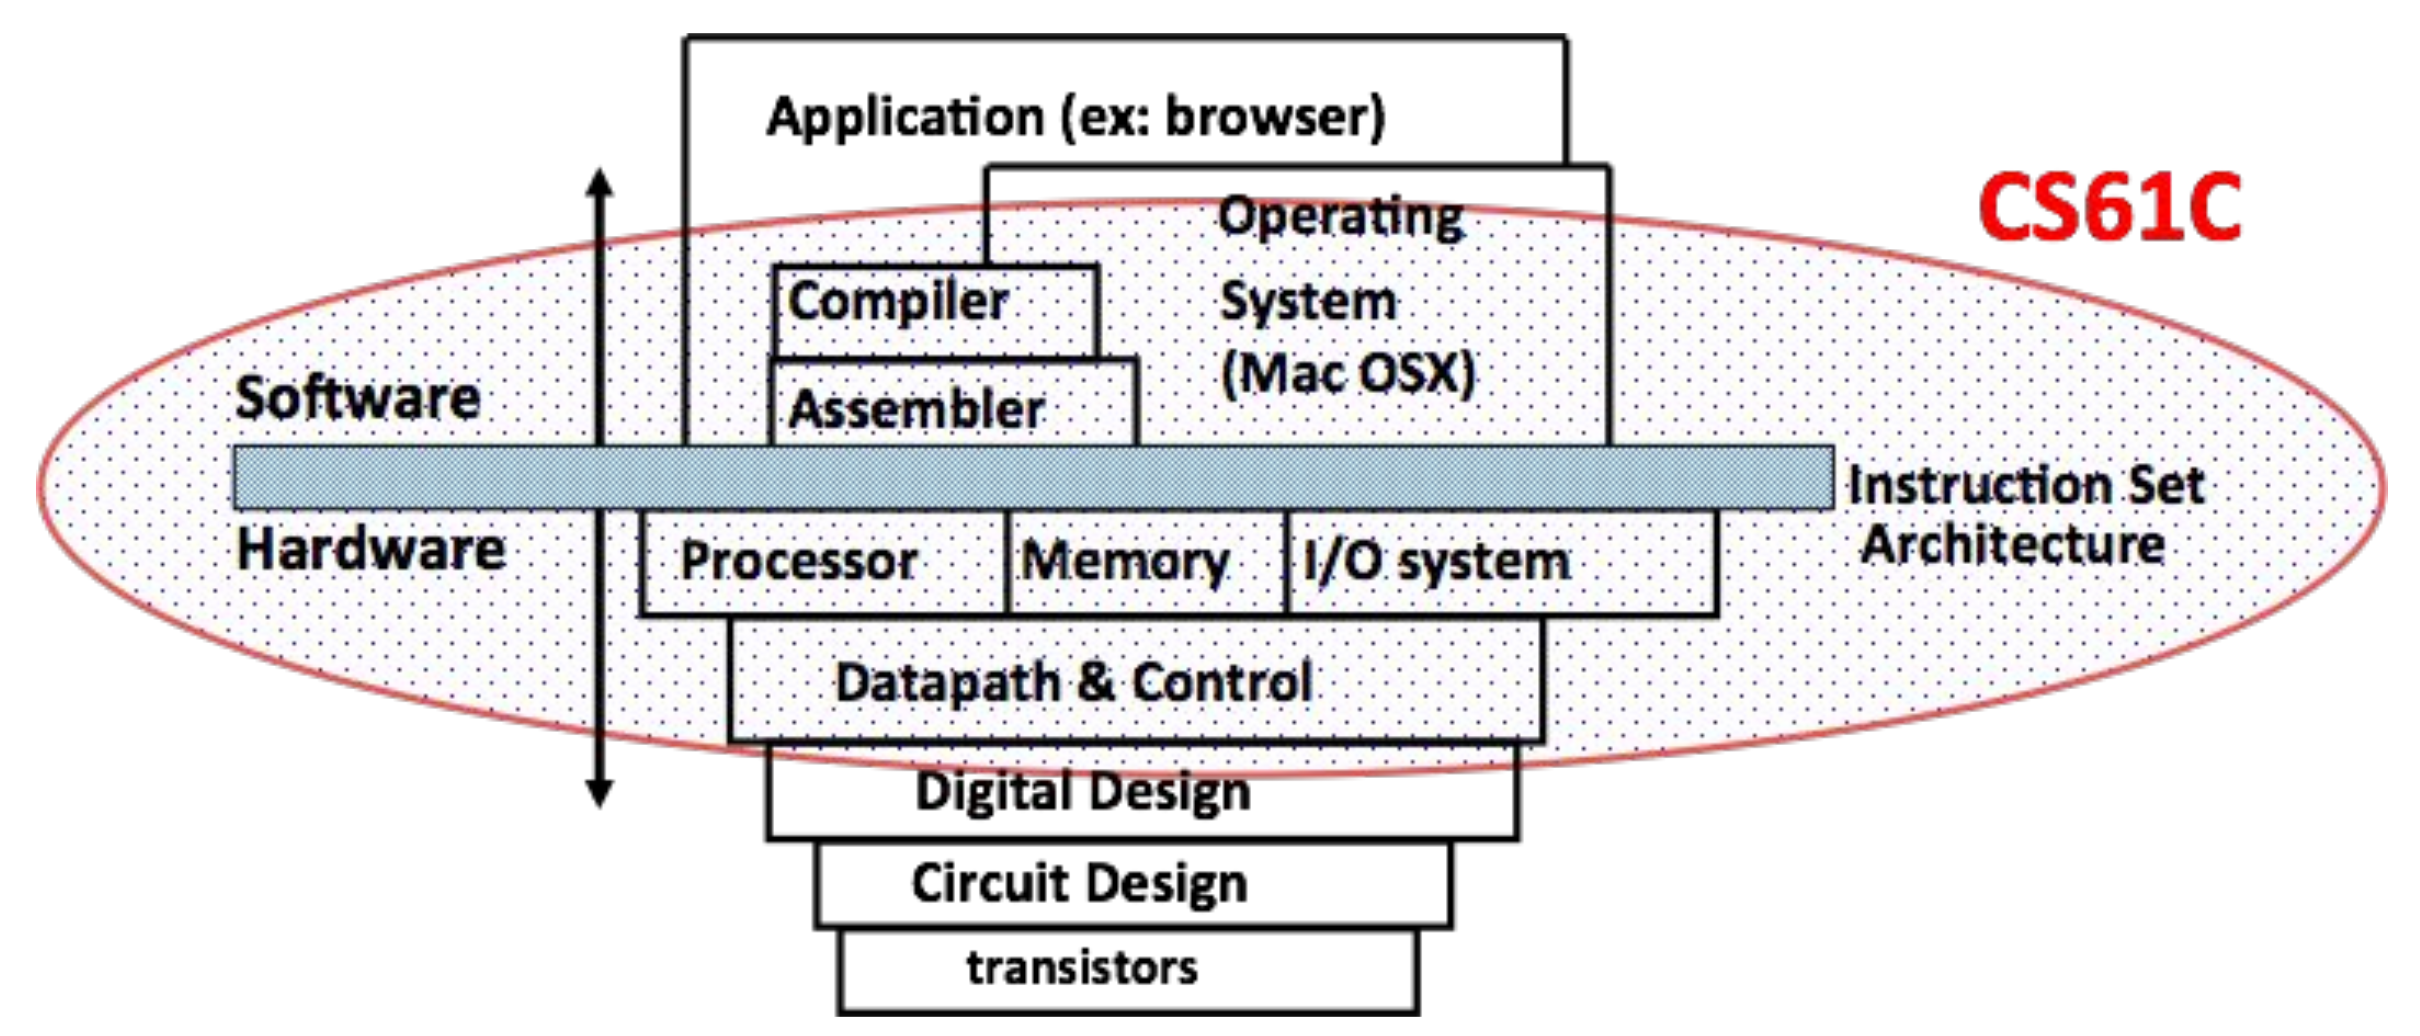 Application (ex: browser)
CS61C
Operating
System
(Mac OSX)
Compiler
Assembler
Software
Hardware
Instruction Set
Architecture
Processor
Memory
I/O system
Datapath & Control
Digital Design
Circuit Design
transistors